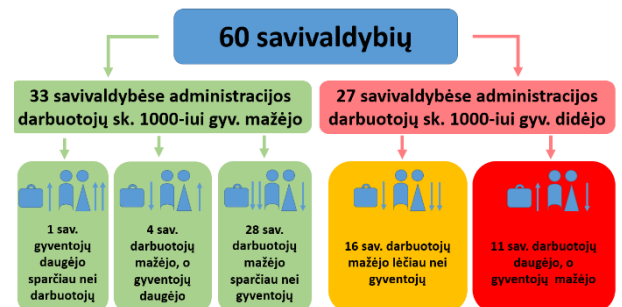 60 savivaldybių
33 savivaldybėse administracijos
darbuotojų sk. 1000-iui gyv. mažėjo
27 savivaldybėse administracijos
darbuotojų sk. 1000-iui gyv. didėjo
1 sav.
gyventojų
daugėjo
sparčiau nei
darbuotojų
4 sav.
darbuotojų
mažėjo, o
gyventojų
daugėjo
28 sav.
darbuotojų
mažėjo
sparčiau nei
gyventojų
16 sav. darbuotojų
mažėjo lėčiau nei
gyventojų
11 sav. darbuotojų
daugėjo, o
gyventojų mažėjo